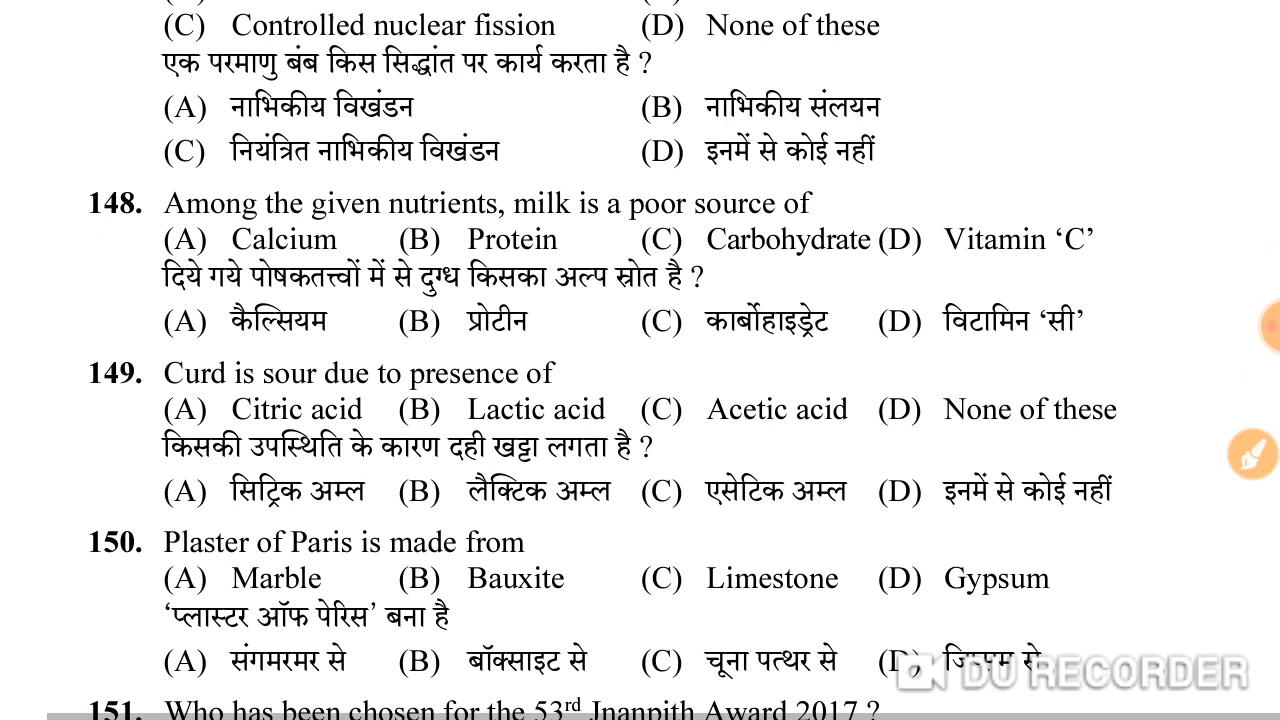 (C) Controlled nuclear fission (D) None of these
एक परमाणु बंब किस सिद्धांत पर कार्य करता है ?
(A) नाभिकीय विखंडन (B) नाभिकीय संलयन
(C) नियंत्रित नाभिकीय विखंडन (D) इनमें से कोई नहीं
148. Among the given nutrients, milk is a poor source of
(A) Calcium (B) Protein (C) Carbohydrate (D) Vitamin ‘C’
दिये गये पोषकतत्त्वों में से दुग्ध किसका अल्प स्रोत है ?
(A) कैल्सियम (B) प्रोटीन (C) कार्बोहाइड्रेट (D) विटामिन ‘सी’
149. Curd is sour due to presence of
(A) Citric acid (B) Lactic acid (C) Acetic acid (D) None of these
किसकी उपस्थिति के कारण दही खट्टा लगता है ?
(A) सिट्रिक अम्ल (B) लैक्टिक अम्ल (C) एसेटिक अम्ल (D) इनमें से कोई नहीं
150. Plaster of Paris is made from
(A) Marble (B) Bauxite (C) Limestone (D) Gypsum
‘प्लास्टर ऑफ पेरिस’ बना है
(A) संगमरमर से (B) बॉक्साइट से (C) चूना पत्थर से (D) जिप्सम से
DU RECORDER
151. Who has been chosen for the 53rd Jnanpith Award 2017 ?